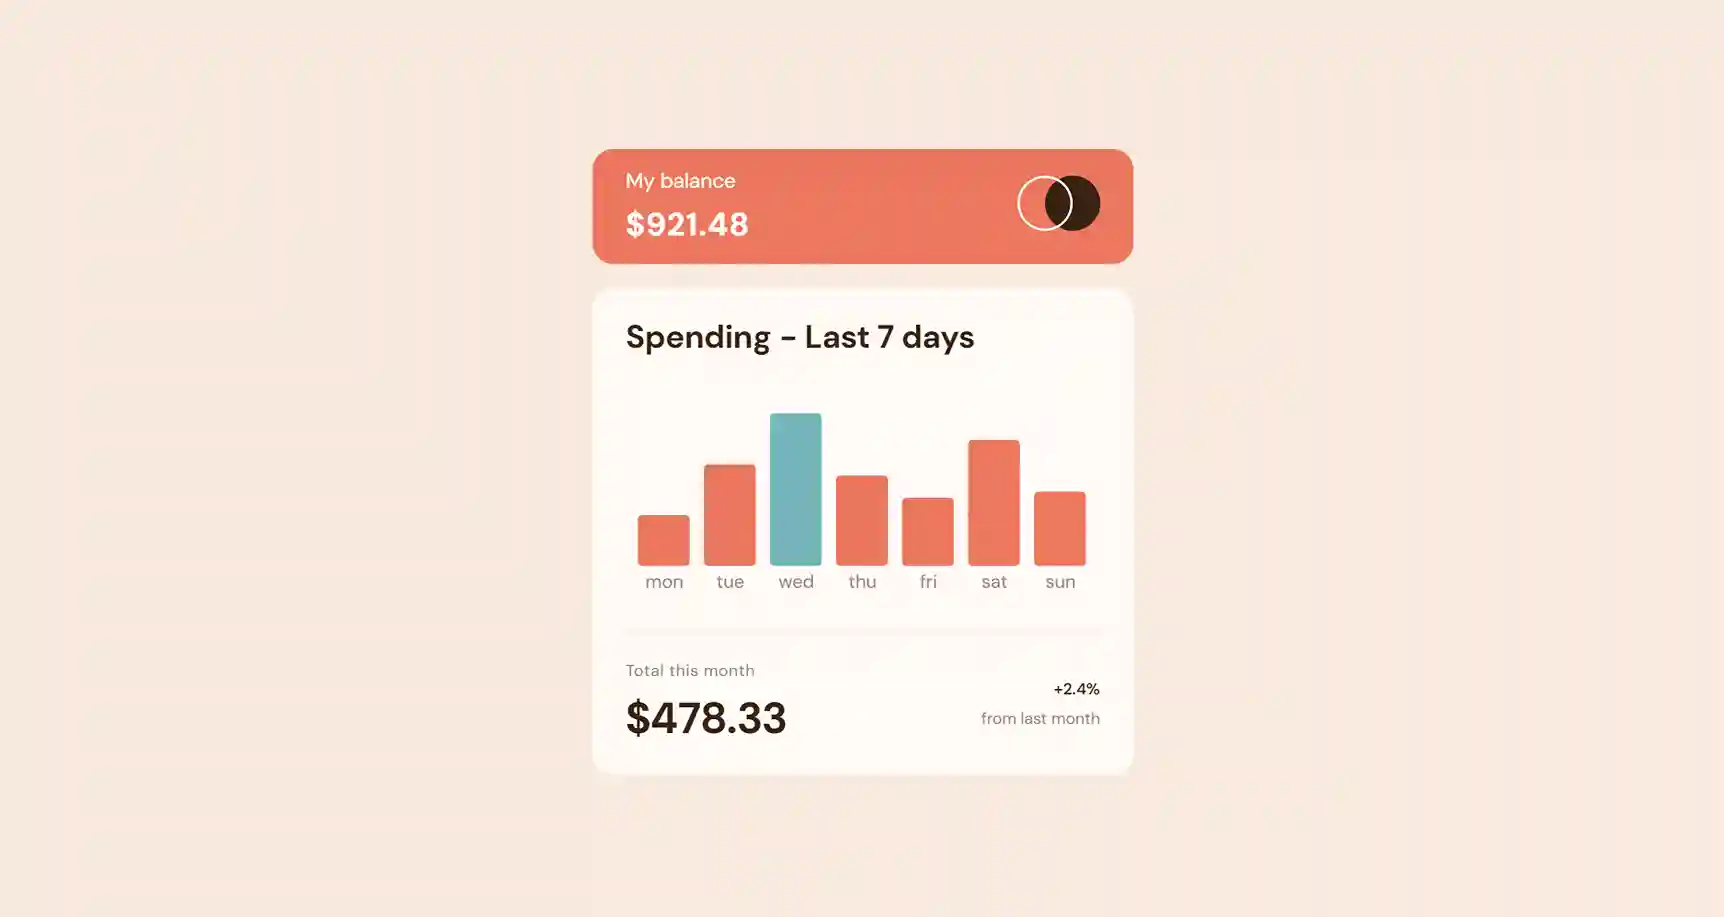 My balance
$921.48
Spending - Last 7 days
mon tue wed thu fri sat sun
Total this month
$478.33
+2.4%
from last month